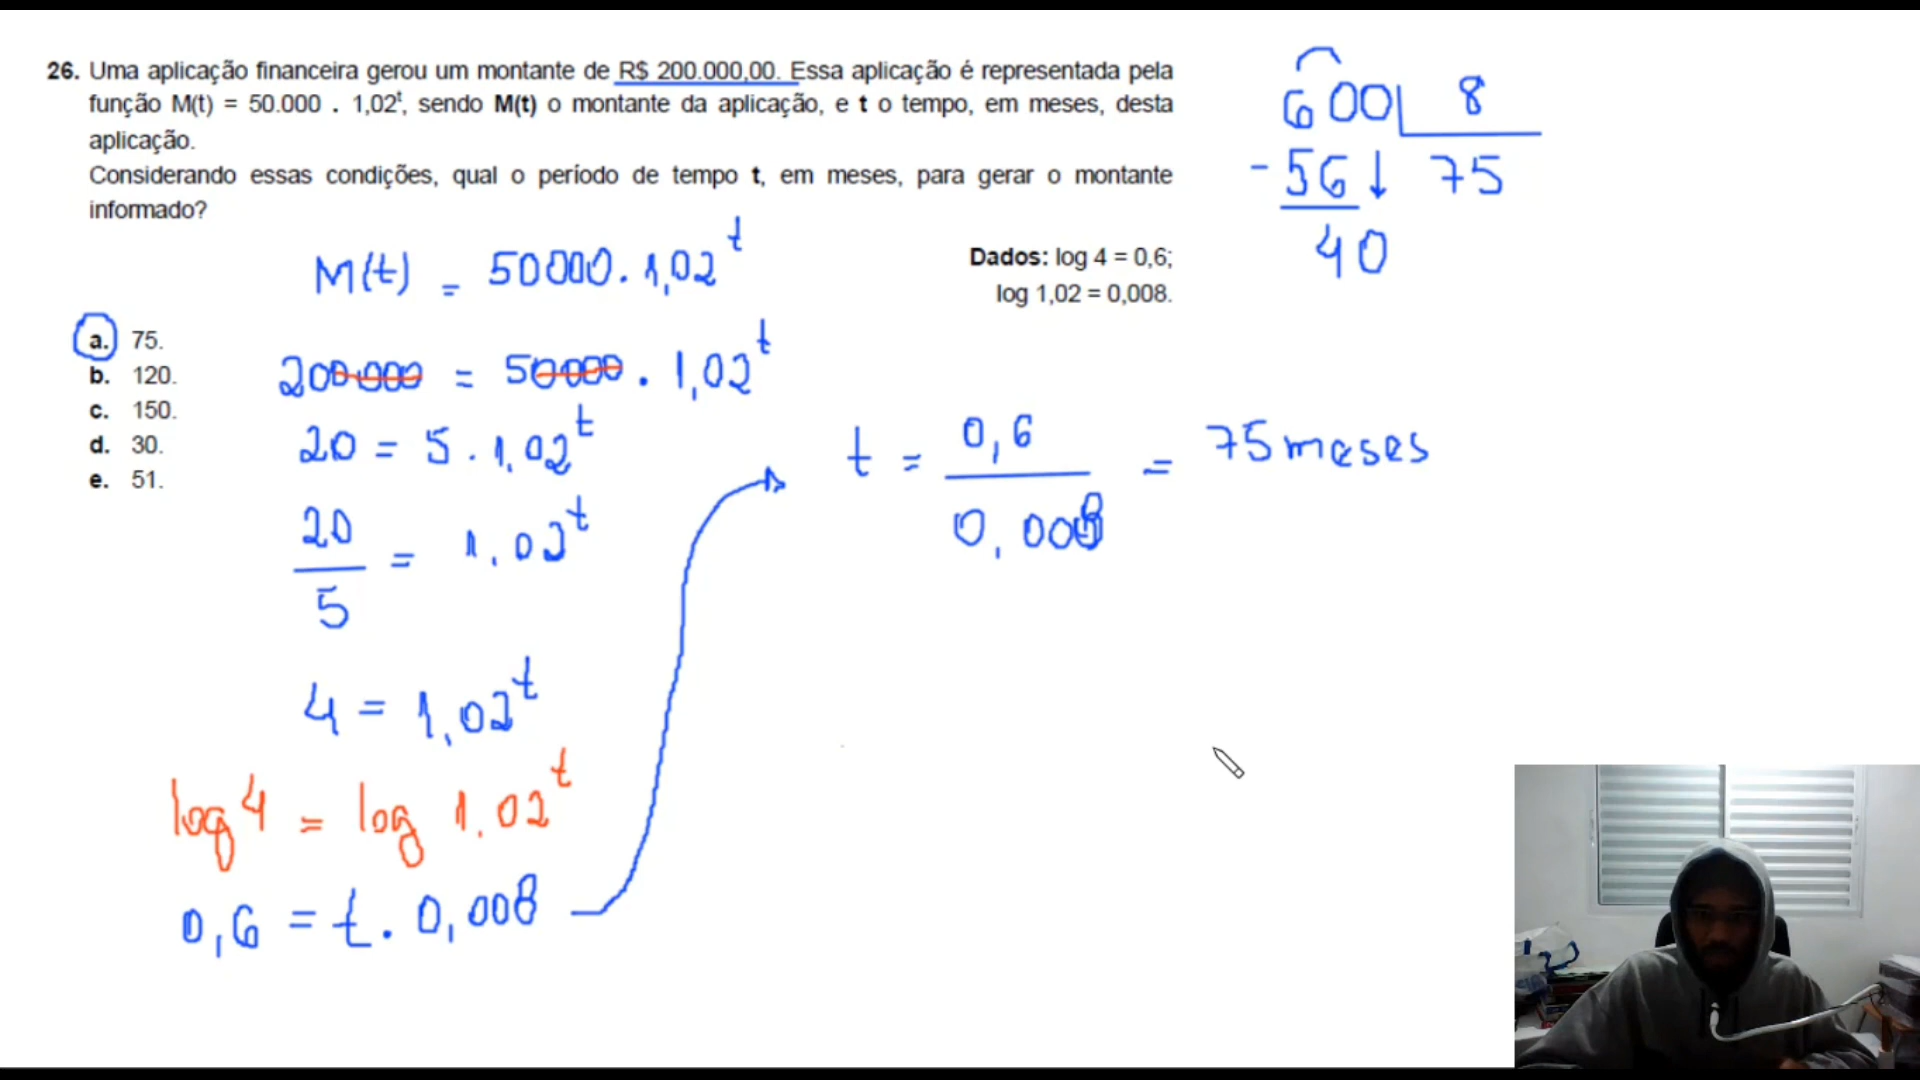 26. Uma aplicação financeira gerou um montante de R$ 200.000,00. Essa aplicação é representada pela
função M(t) = 50.000 . 1,02ᵗ, sendo M(t) o montante da aplicação, e t o tempo, em meses, desta
aplicação.
Considerando essas condições, qual o período de tempo t, em meses, para gerar o montante
informado?
Dados: log 4 = 0,6;
log 1,02 = 0,008.
a. 75.
b. 120.
c. 150.
d. 30.
e. 51.
M(t) = 50000 . 1,02ᵗ
200.000 = 50000 . 1,02ᵗ
20 = 5 . 1,02ᵗ
20/5 = 1,02ᵗ
4 = 1,02ᵗ
log 4 = log 1,02ᵗ
0,6 = t . 0,008
t = 0,6/0,008 = 75 meses
600 | 8
-56↓ 75
40